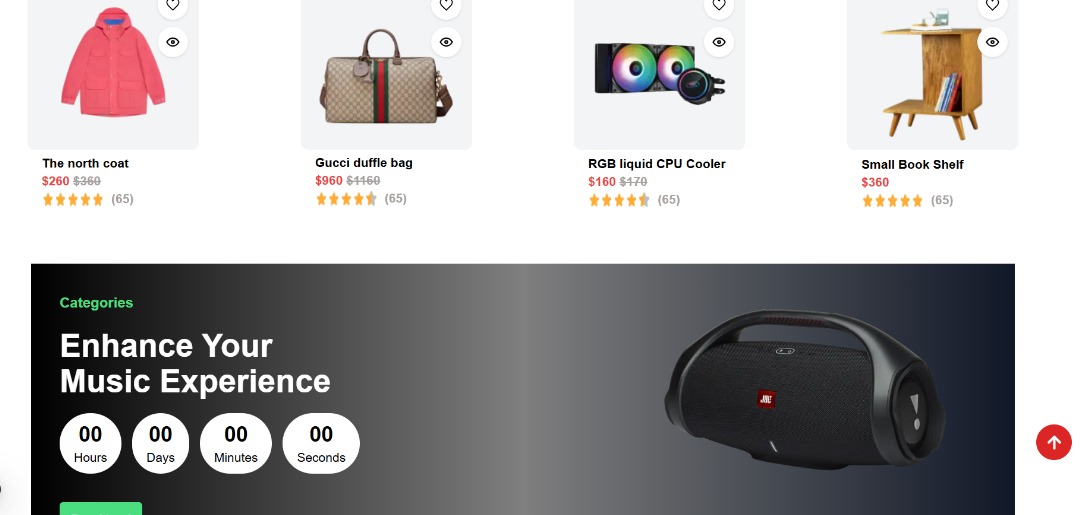 The north coat
$260 $360
(65)
Gucci duffle bag
$960 $1160
(65)
RGB liquid CPU Cooler
$160 $170
(65)
Small Book Shelf
$360
(65)
Categories
Enhance Your
Music Experience
00 00 00 00
Hours Days Minutes Seconds
JBL